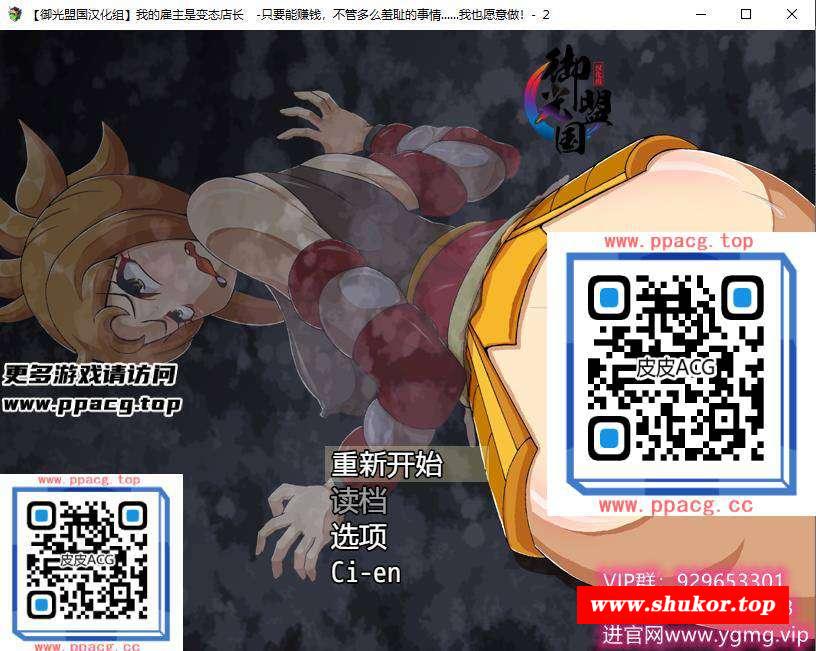 【御光盟国汉化组】我的雇主是变态店长 -只要能赚钱，不管多么羞耻的事情......我也愿意做！- 2
御光盟国
汉化组
www.ppacg.top
皮皮ACG
www.ppacg.cc
更多游戏请访问
www.ppacg.top
重新开始
读档
选项
Ci-en
www.ppacg.top
皮皮ACG
www.ppacg.cc
VIP群：929653301
www.shukor.top
3
进官网www.ygmg.vip